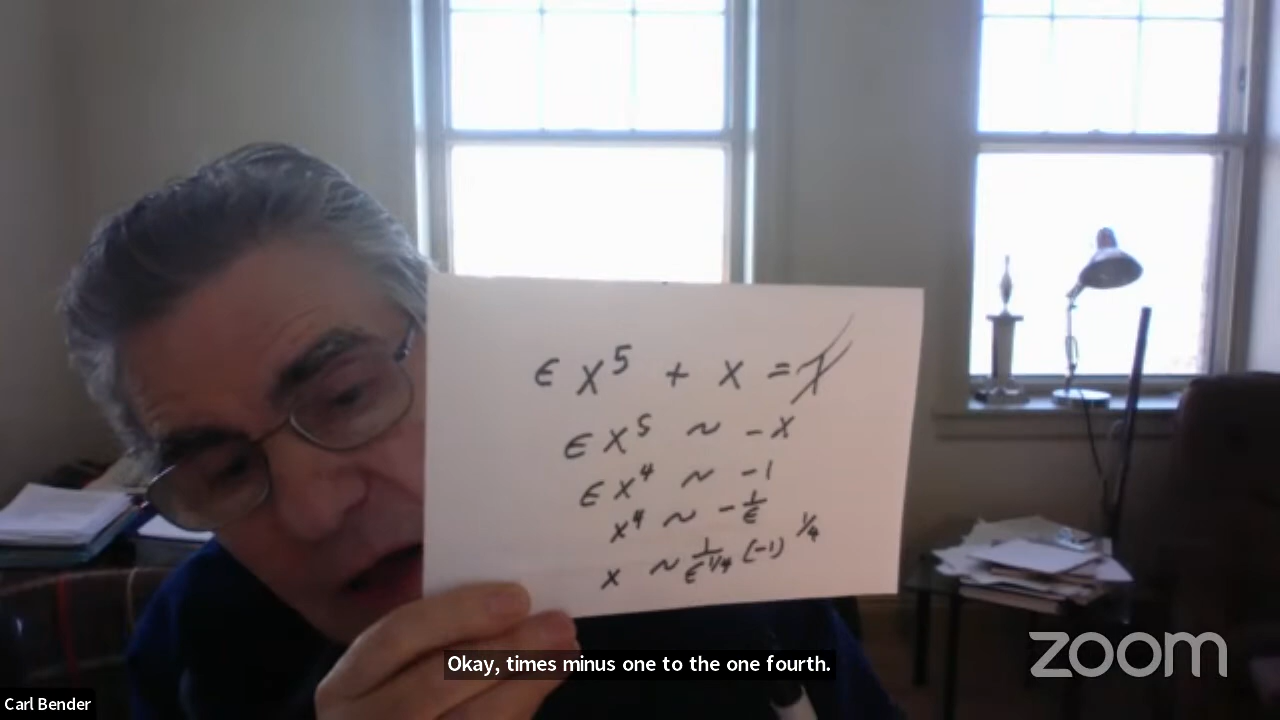 ϵ x⁵ + x = 1
ϵ x⁵ ~ -x
ϵ x⁴ ~ -1
x⁴ ~ -1/ϵ
x ~ 1/ϵ^1/4 (-1)^1/4
Okay, times minus one to the one fourth.
zoom
Carl Bender